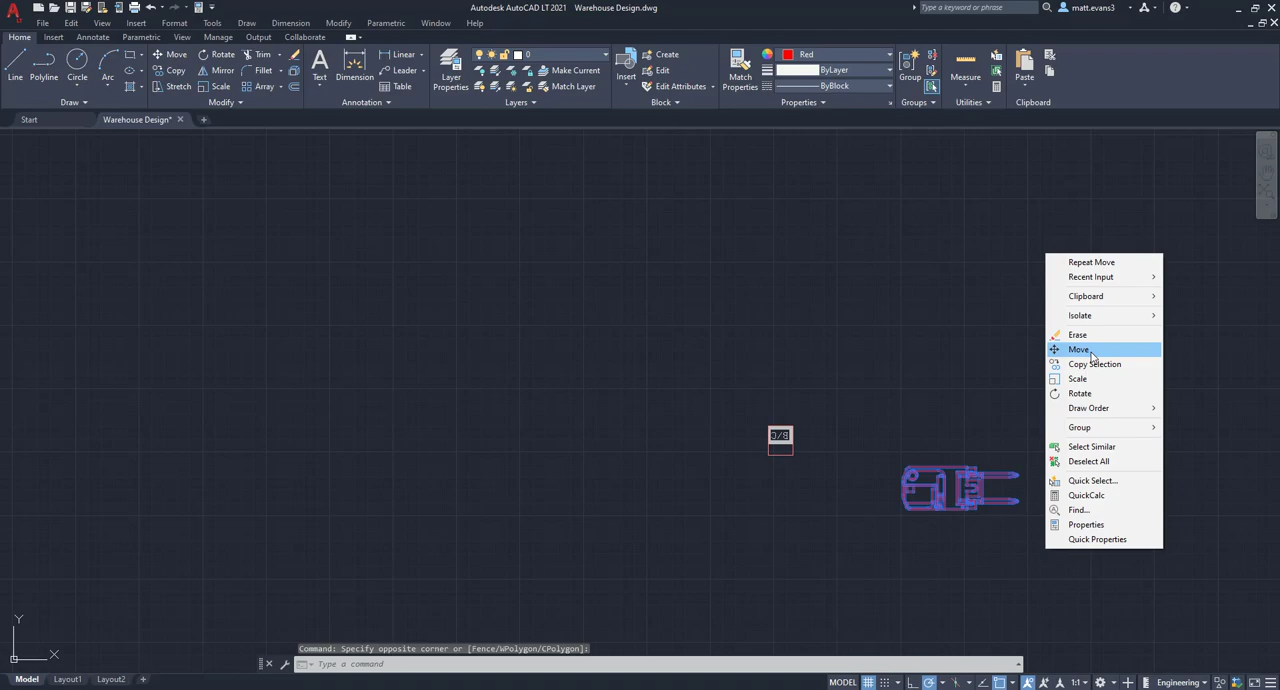 Autodesk AutoCAD LT 2021 Warehouse Design.dwg
Type a keyword or phrase
matt.evans3
File Edit View Insert Format Tools Draw Dimension Modify Parametric Window Help
LT
Home Insert Annotate Parametric View Manage Output Collaborate
Line Polyline Circle Arc
Draw
Move Rotate Trim
Copy Mirror Fillet
Stretch Scale Array
Modify
Text Dimension
Linear
Leader
Table
Annotation
Layer Properties
0
Make Current
Match Layer
Layers
Insert
Create
Edit
Edit Attributes
Block
Match Properties
Red
ByLayer
ByBlock
Properties
Group
Groups
Measure
Utilities
Paste
Clipboard
Start Warehouse Design*
Repeat Move
Recent Input
Clipboard
Isolate
Erase
Move
Copy Selection
Scale
Rotate
Draw Order
Group
Select Similar
Deselect All
Quick Select...
QuickCalc
Find...
Properties
Quick Properties
B/C
Y
X
Command: Specify opposite corner or [Fence/WPolygon/CPolygon]:
Type a command
Model Layout1 Layout2
MODEL 1:1 Engineering